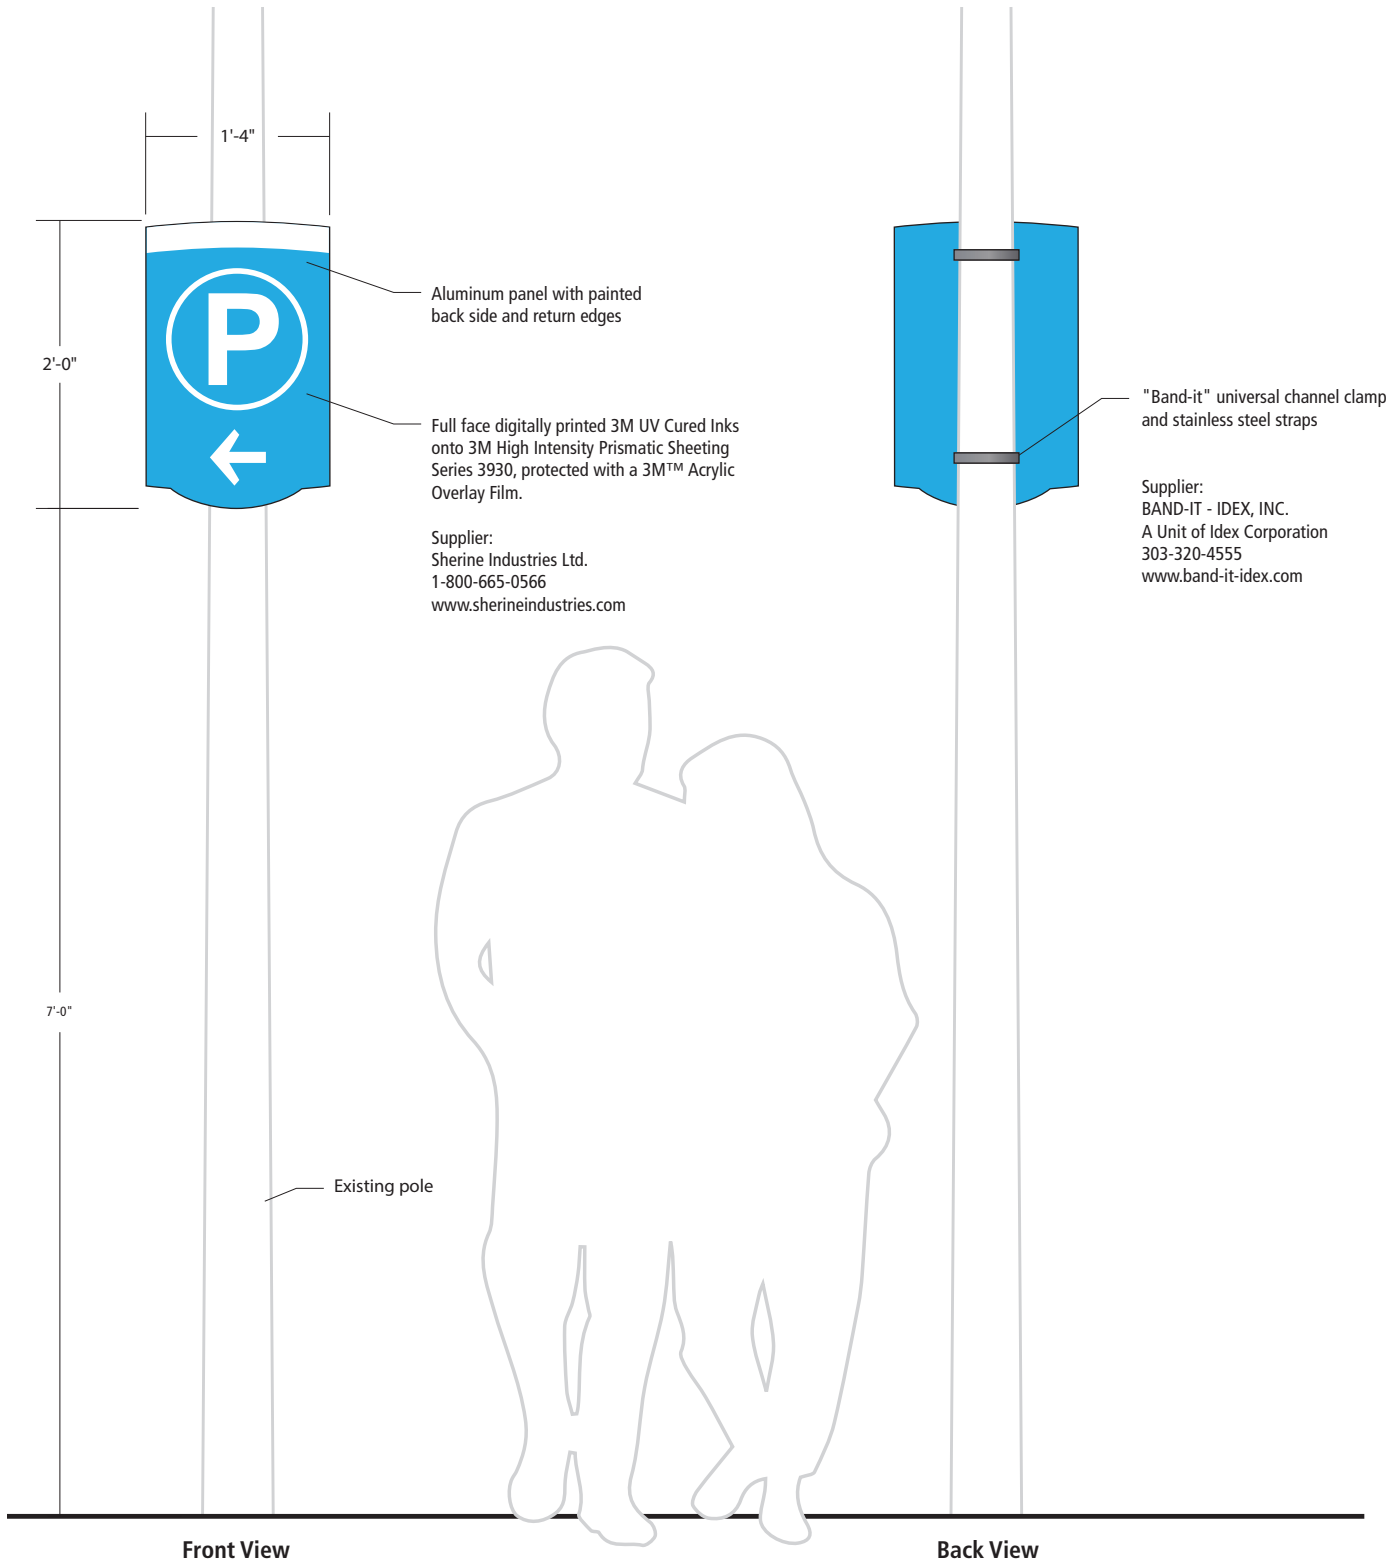 1'-4"
2'-0"
P
Aluminum panel with painted
back side and return edges
Full face digitally printed 3M UV Cured Inks
onto 3M High Intensity Prismatic Sheeting
Series 3930, protected with a 3M™ Acrylic
Overlay Film.
Supplier:
Sherine Industries Ltd.
1-800-665-0566
www.sherineindustries.com
"Band-it" universal channel clamp
and stainless steel straps
Supplier:
BAND-IT - IDEX, INC.
A Unit of Idex Corporation
303-320-4555
www.band-it-idex.com
7'-0"
Existing pole
Front View
Back View